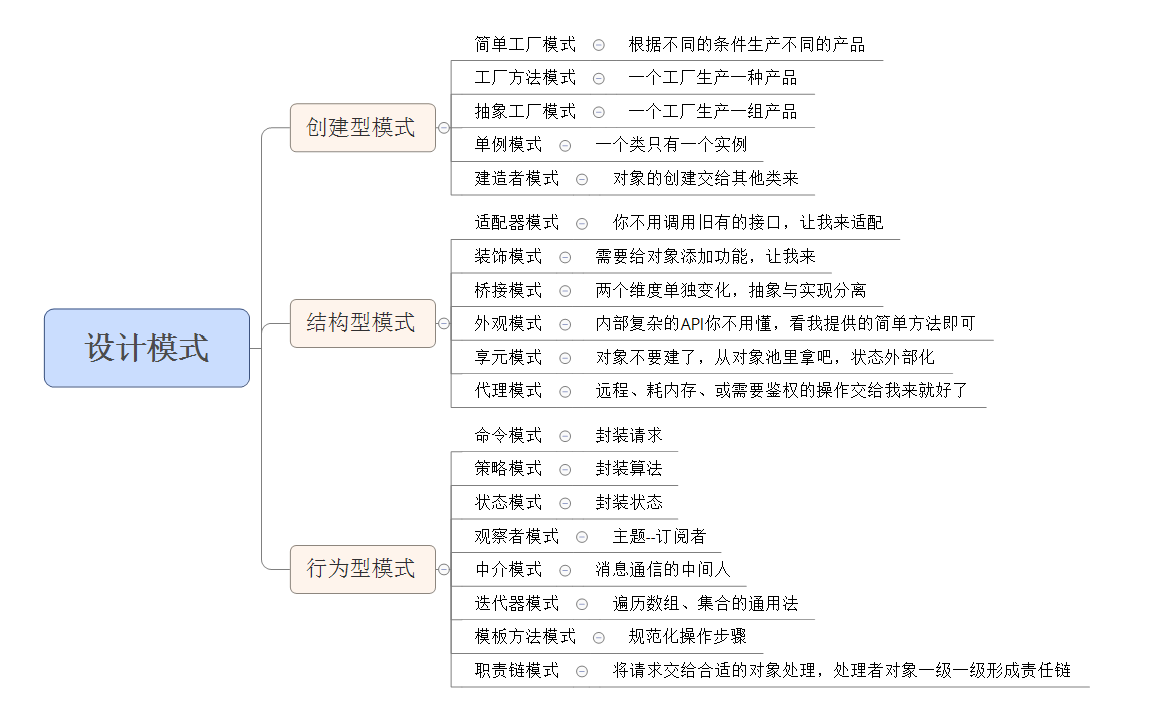 设计模式
创建型模式
简单工厂模式 根据不同的条件生产不同的产品
工厂方法模式 一个工厂生产一种产品
抽象工厂模式 一个工厂生产一组产品
单例模式 一个类只有一个实例
建造者模式 对象的创建交给其他类来
结构型模式
适配器模式 你不用调用旧有的接口，让我来适配
装饰模式 需要给对象添加功能，让我来
桥接模式 两个维度单独变化，抽象与实现分离
外观模式 内部复杂的API你不用懂，看我提供的简单方法即可
享元模式 对象不要建了，从对象池里拿吧，状态外部化
代理模式 远程、耗内存、或需要鉴权的操作交给我来就好了
行为型模式
命令模式 封装请求
策略模式 封装算法
状态模式 封装状态
观察者模式 主题--订阅者
中介模式 消息通信的中间人
迭代器模式 遍历数组、集合的通用法
模板方法模式 规范化操作步骤
职责链模式 将请求交给合适的对象处理，处理者对象一级一级形成责任链